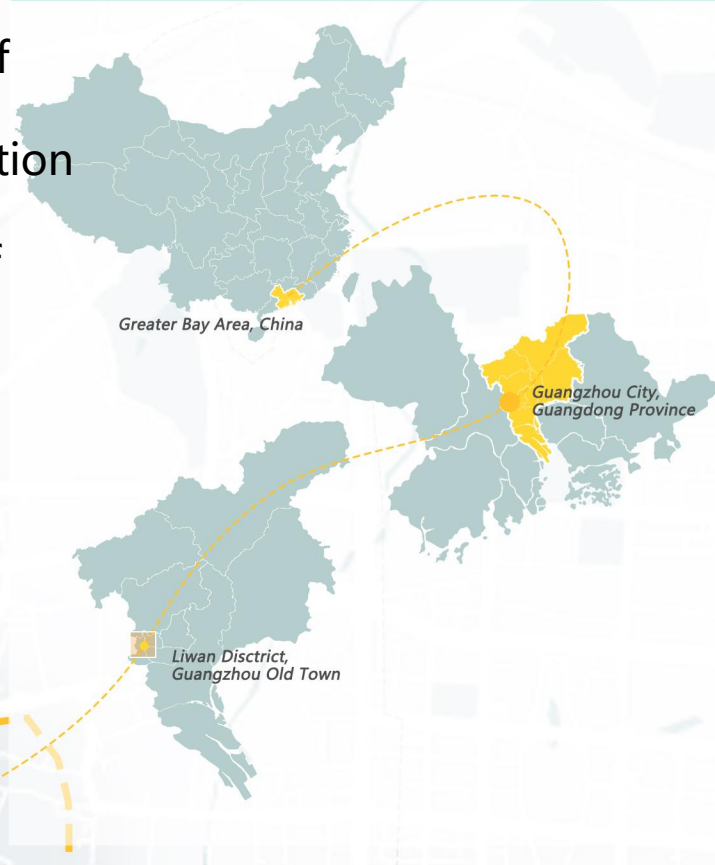 f
tion
Greater Bay Area, China
Guangzhou City,
Guangdong Province
Liwan Disctrict,
Guangzhou Old Town